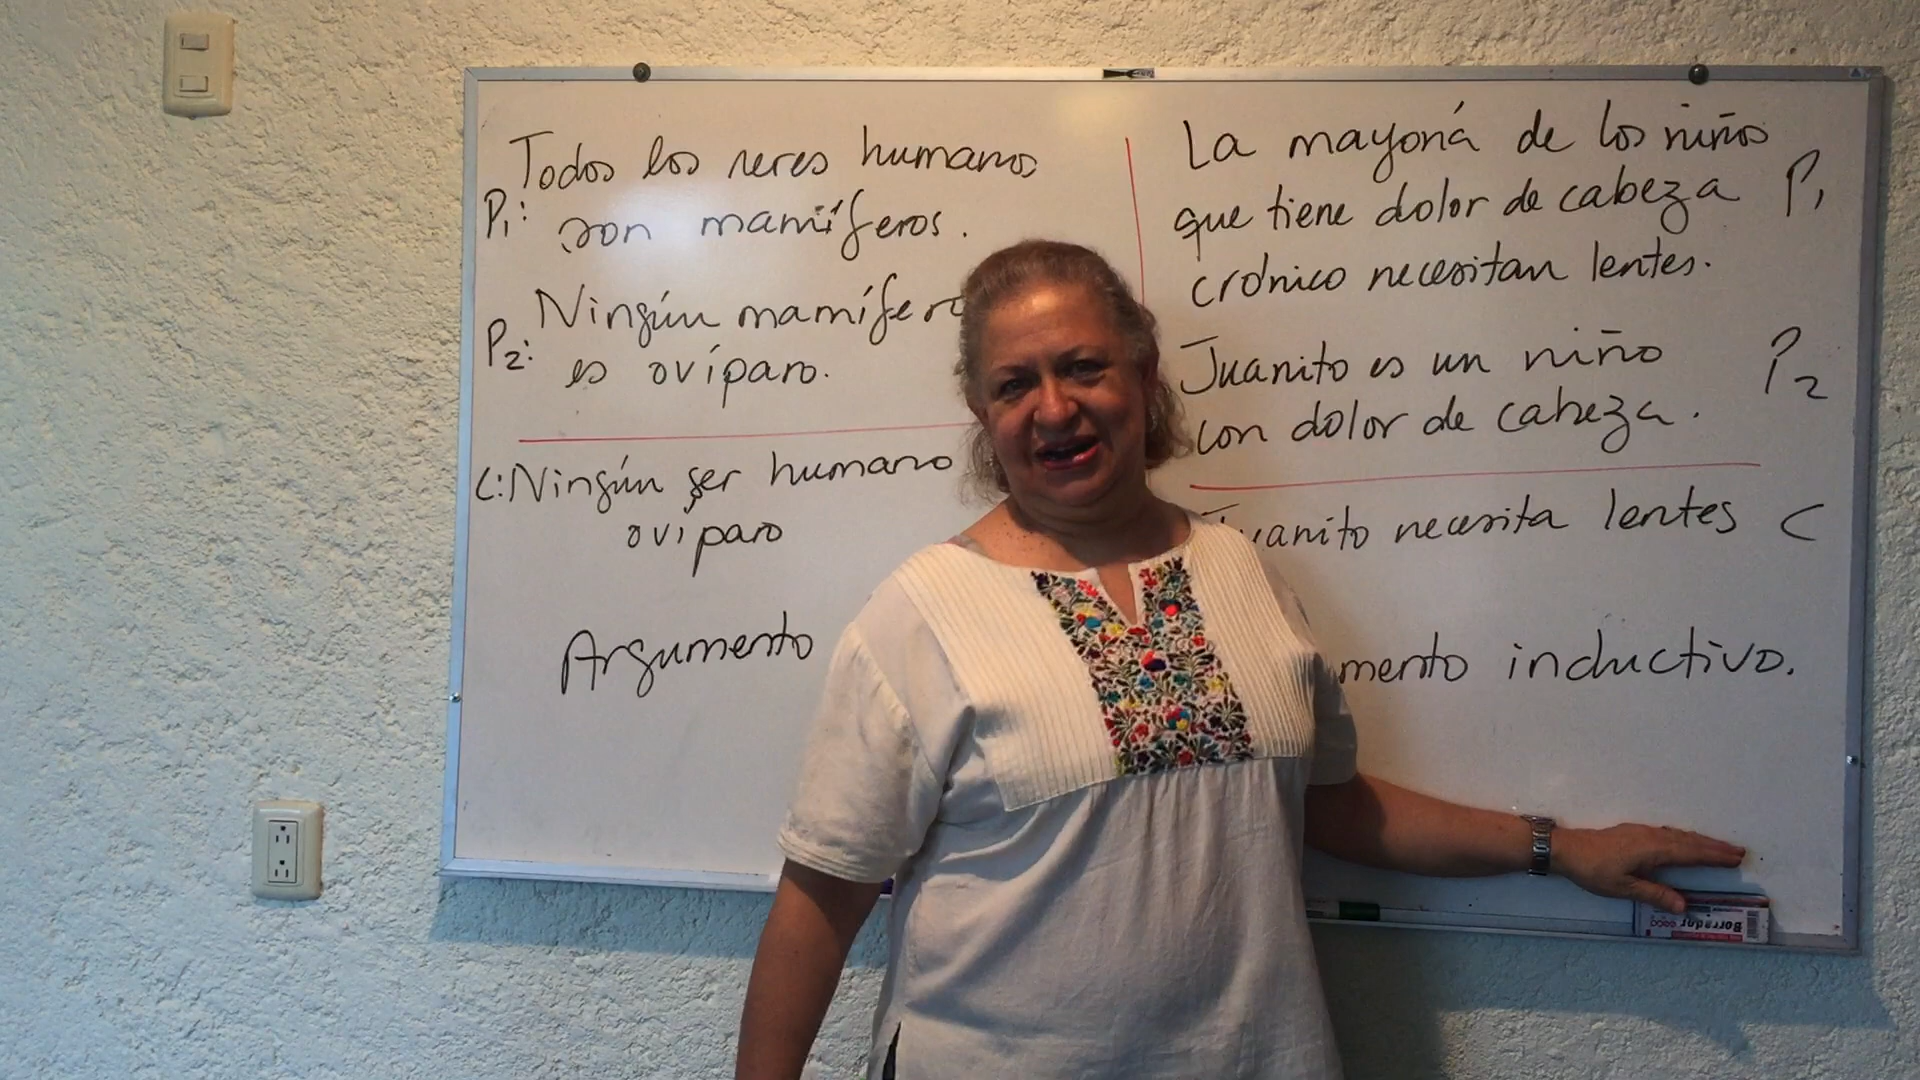 Todos los seres humanos
P1: son mamíferos.
Ningún mamífero
P2: es ovíparo.
C: Ningún ser humano
ovíparo
Argumento
La mayoría de los niños
que tiene dolor de cabeza P1
crónico necesitan lentes.
Juanito es un niño P2
con dolor de cabeza.
Juanito necesita lentes C
mento inductivo.
Borrador